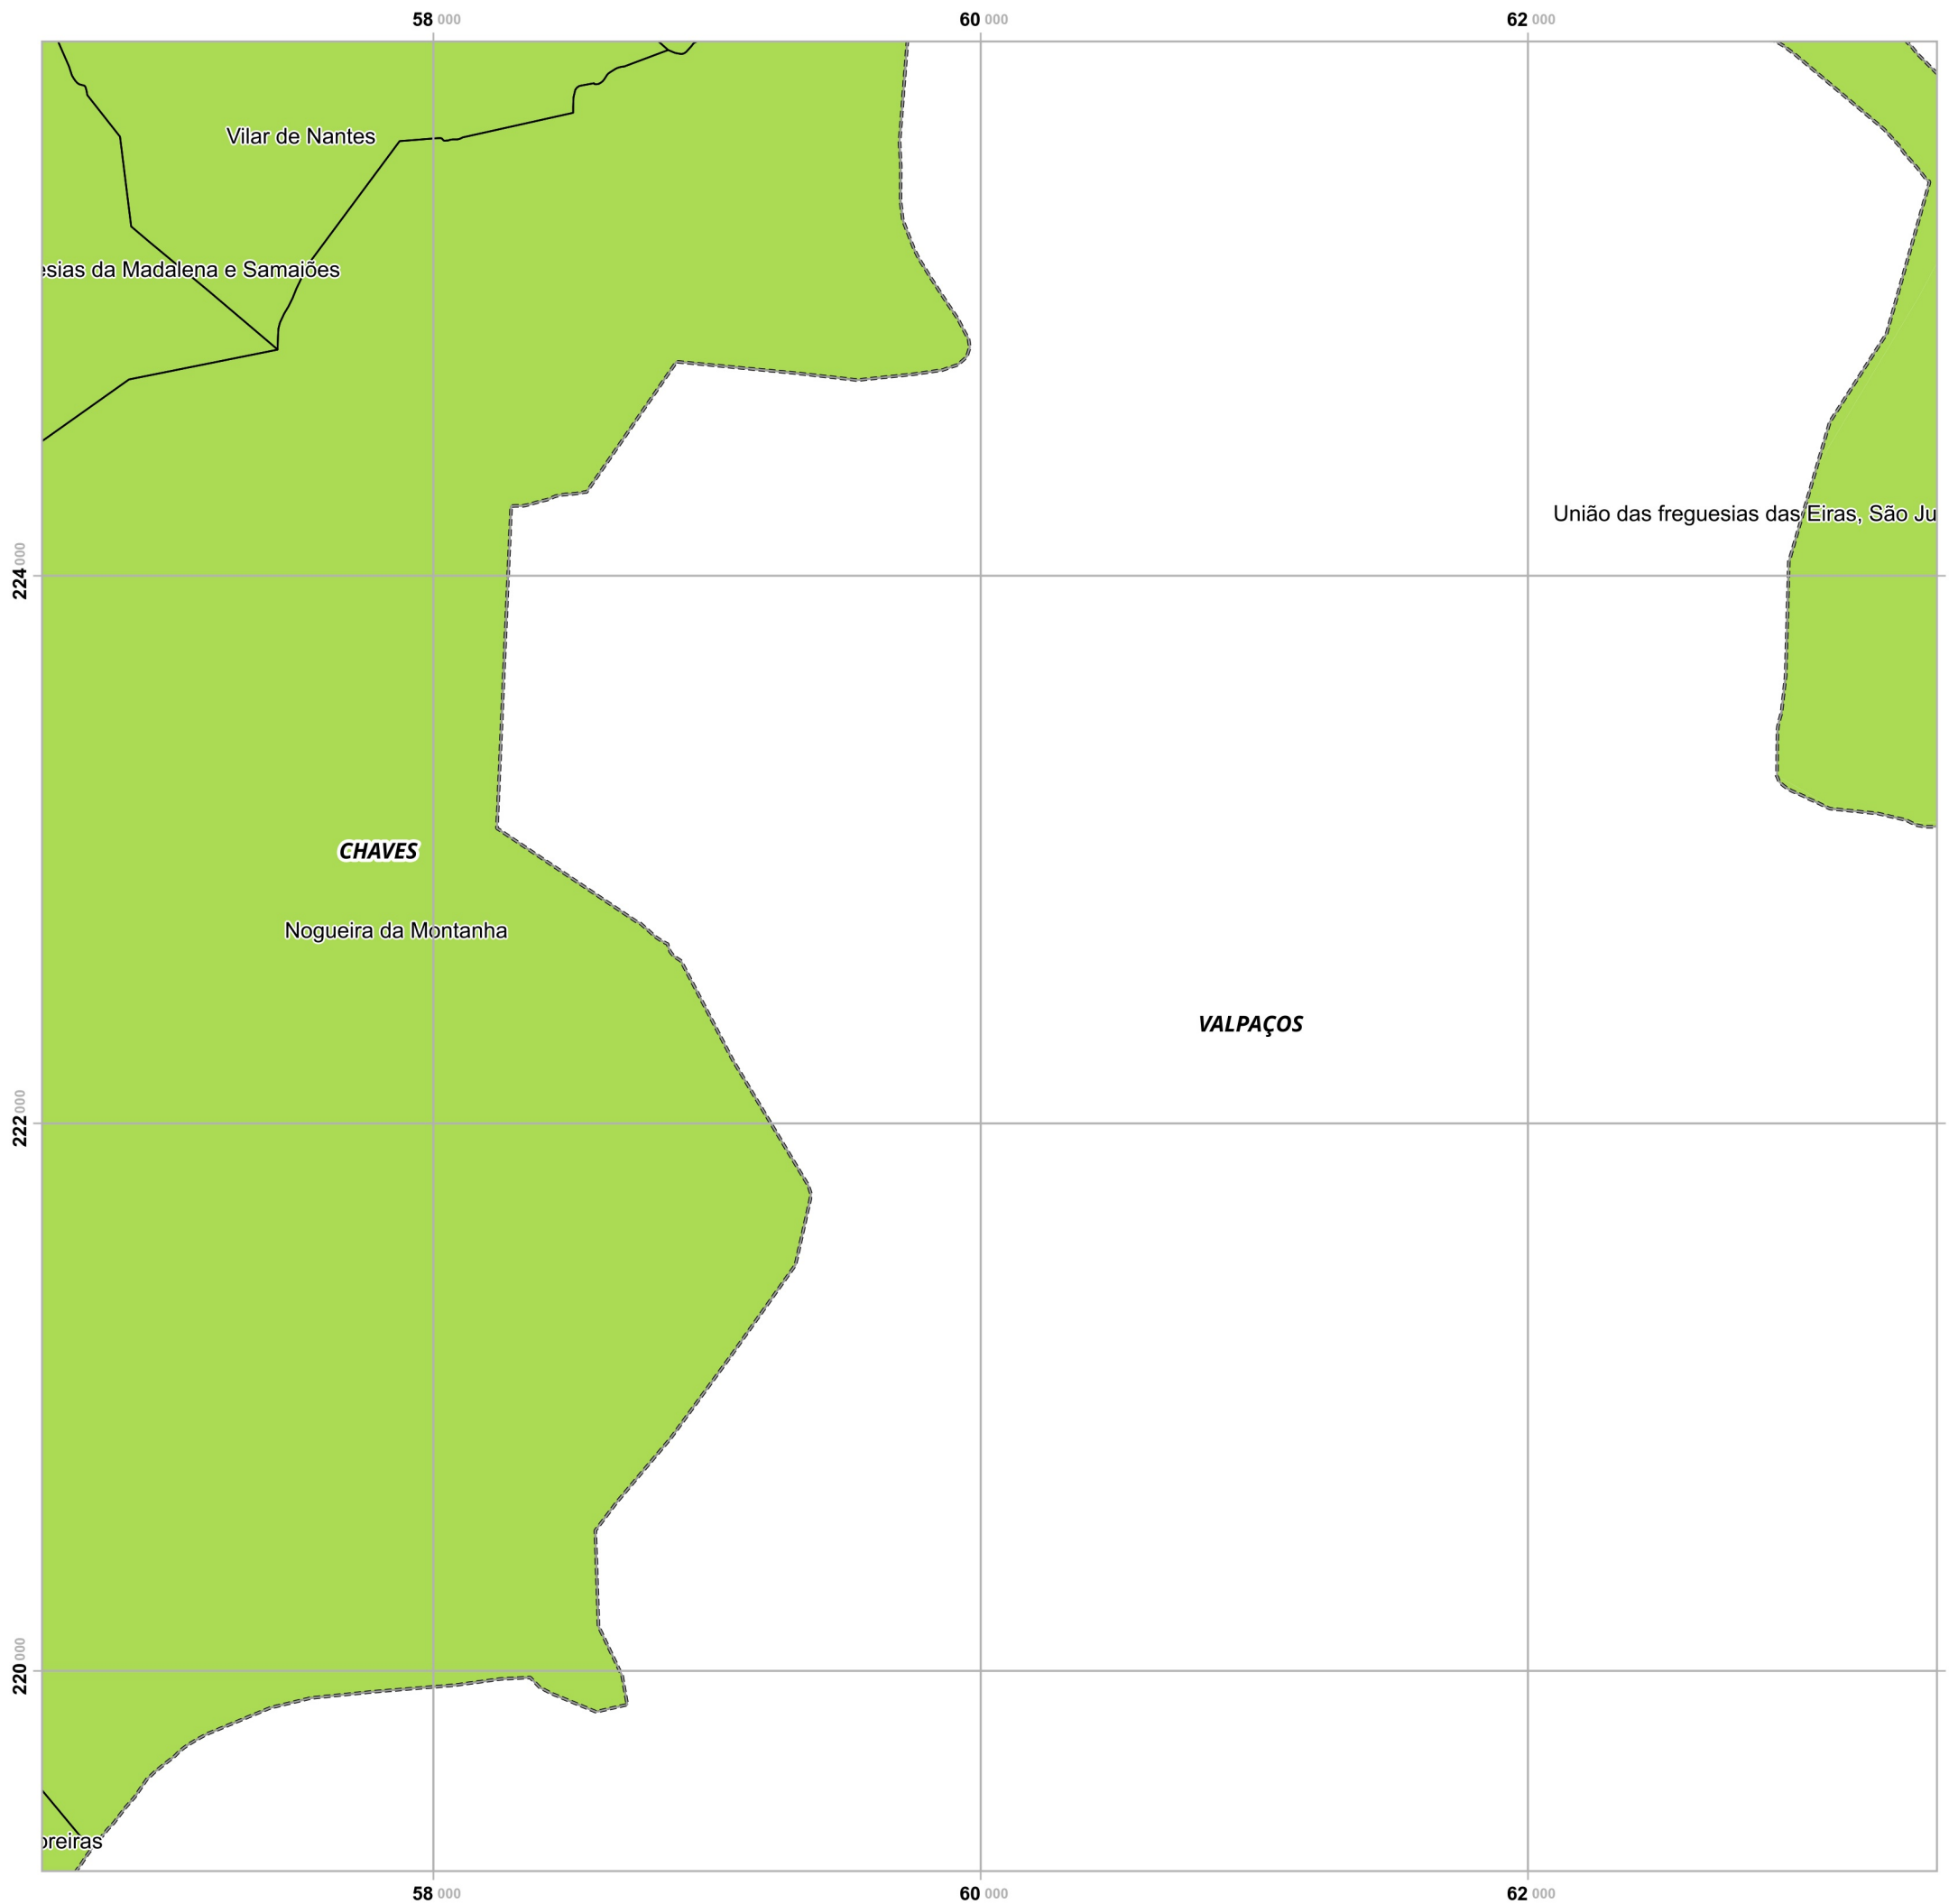 58 000 60 000 62 000
Vilar de Nantes
esias da Madalena e Samaiões
União das freguesias das Eiras, São Ju
224 000
CHAVES
Nogueira da Montanha
VALPAÇOS
222 000
220 000
oreiras
58 000 60 000 62 000